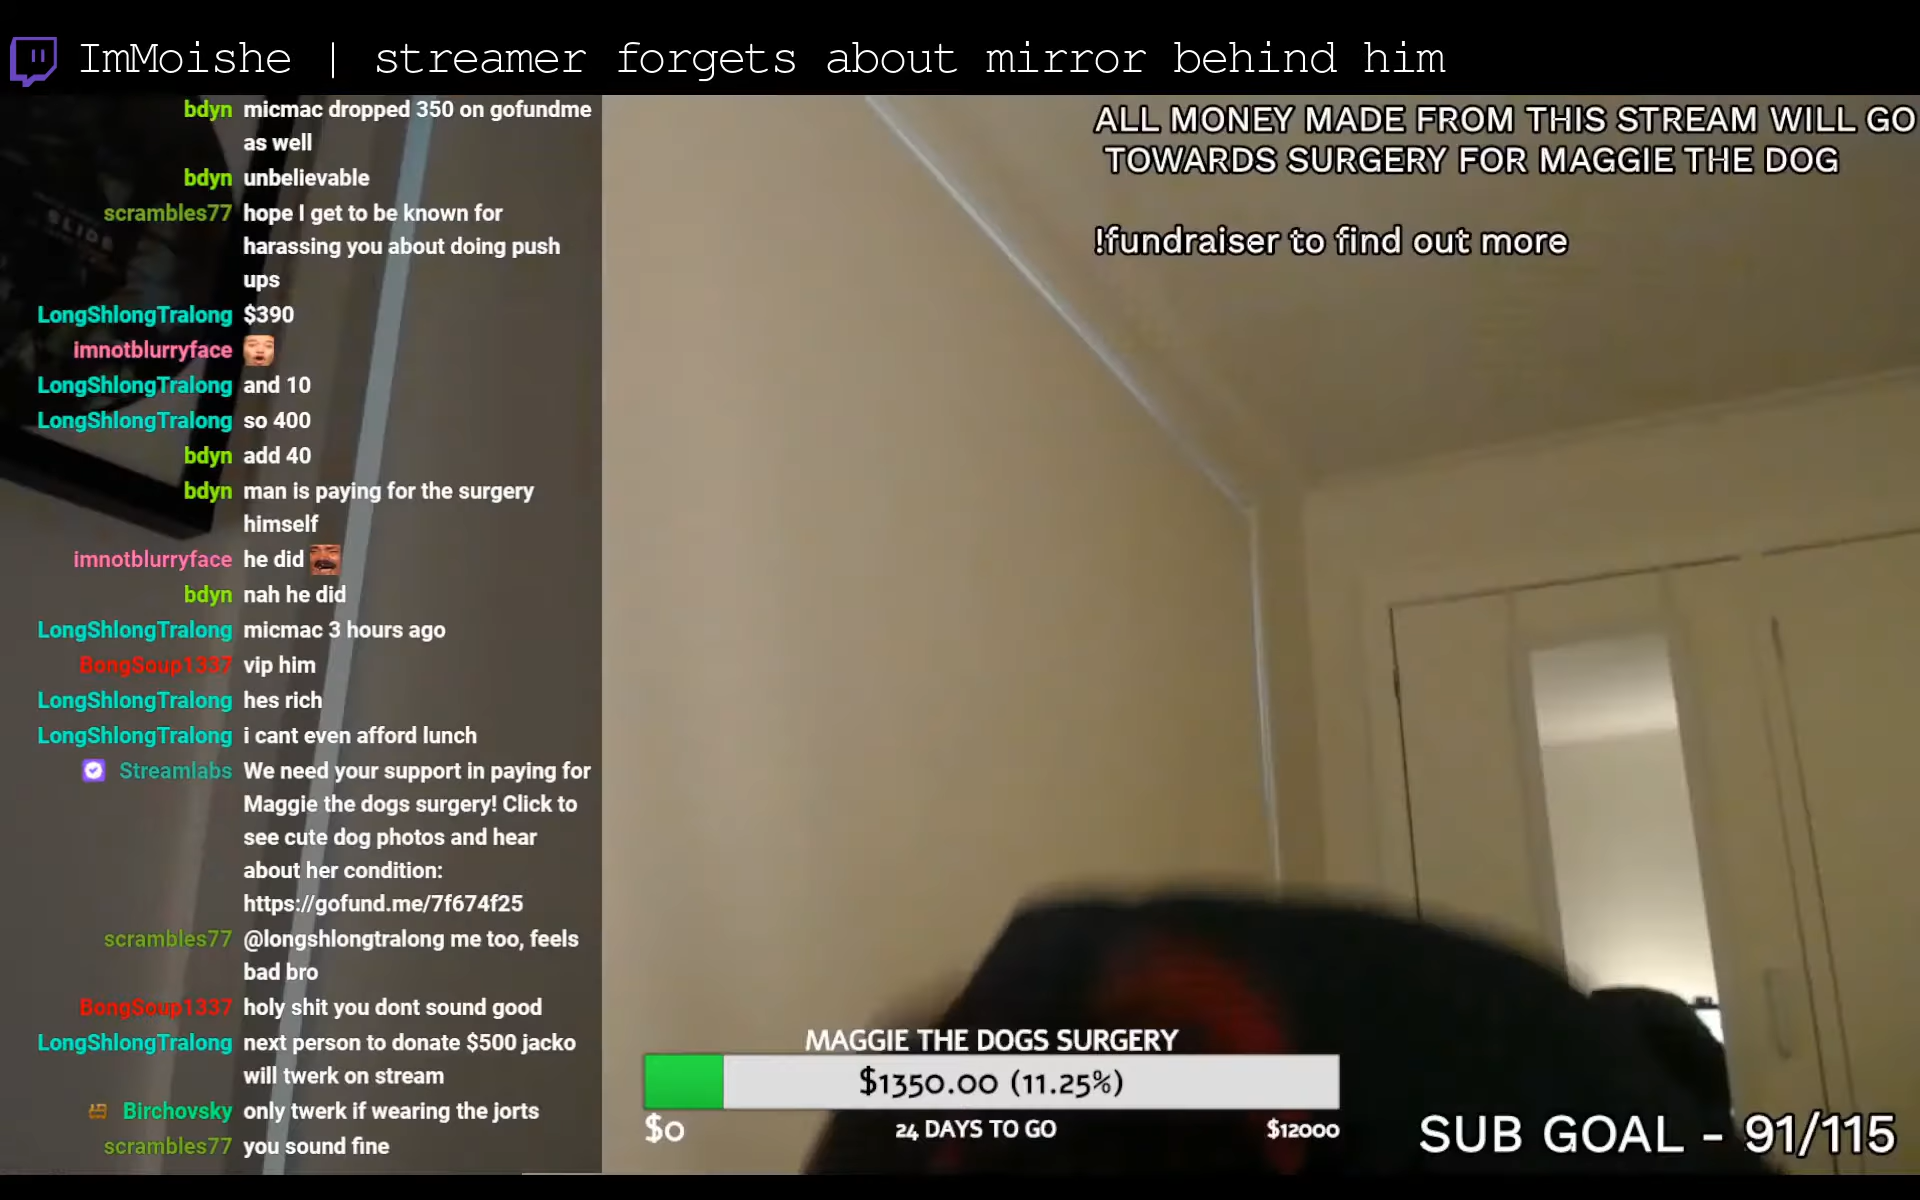 ImMoishe | streamer forgets about mirror behind him
bdyn micmac dropped 350 on gofundme
as well
bdyn unbelievable
scrambles77 hope I get to be known for
harassing you about doing push
ups
LongShlongTralong $390
imnotblurryface
LongShlongTralong and 10
LongShlongTralong so 400
bdyn add 40
bdyn man is paying for the surgery
himself
imnotblurryface he did
bdyn nah he did
LongShlongTralong micmac 3 hours ago
BongSoup1337 vip him
LongShlongTralong hes rich
LongShlongTralong i cant even afford lunch
Streamlabs We need your support in paying for
Maggie the dogs surgery! Click to
see cute dog photos and hear
about her condition:
https://gofund.me/7f674f25
scrambles77 @longshlongtralong me too, feels
bad bro
BongSoup1337 holy shit you dont sound good
LongShlongTralong next person to donate $500 jacko
will twerk on stream
Birchovsky only twerk if wearing the jorts
scrambles77 you sound fine
SLIDE
ALL MONEY MADE FROM THIS STREAM WILL GO
TOWARDS SURGERY FOR MAGGIE THE DOG
!fundraiser to find out more
MAGGIE THE DOGS SURGERY
$1350.00 (11.25%)
$0 24 DAYS TO GO $12000
SUB GOAL - 91/115